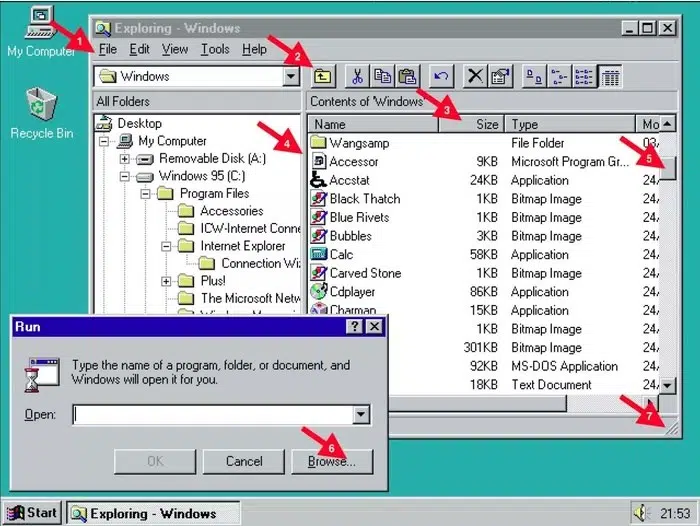 My Computer
Recycle Bin
Exploring - Windows
File Edit View Tools Help
Windows
All Folders
Contents of 'Windows
Desktop
My Computer
Removable Disk (A:)
Windows 95 (C:)
Program Files
Accessories
ICW-Internet Conne
Internet Explorer
Connection Wiz
Plus!
The Microsoft Netw
Name Size Type Mo
Wangsamp File Folder 03/
Accessor 9KB Microsoft Program Gr... 24/
Accstat 24KB Application 24/
Black Thatch 1KB Bitmap Image 24/
Blue Rivets 1KB Bitmap Image 24/
Bubbles 3KB Bitmap Image 24/
Calc 58KB Application 24/
Carved Stone 1KB Bitmap Image 24/
Cdplayer 86KB Application 24/
Charmap 15KB Application 24/
1KB Bitmap Image 24/
301KB Bitmap Image 24/
92KB MS-DOS Application 24/
18KB Text Document 24/
1
2
3
4
5
6
7
Run
Type the name of a program, folder, or document, and
Windows will open it for you.
Open:
OK Cancel Browse...
Start Exploring - Windows 21:53